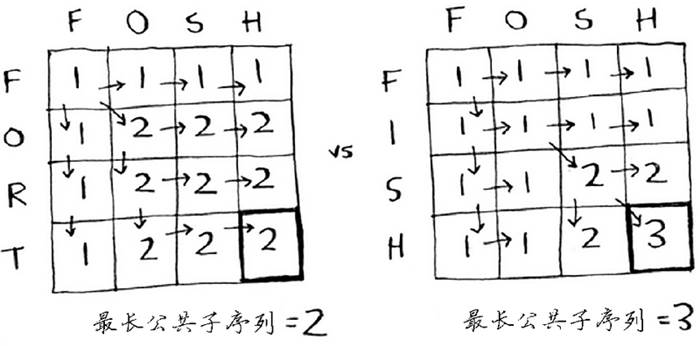 F O S H
F 1 1 1 1
O 1 2 2 2
R 1 2 2 2
T 1 2 2 2
最长公共子序列=2
vs
F O S H
F 1 1 1 1
I 1 1 1 1
S 1 1 2 2
H 1 1 2 3
最长公共子序列=3